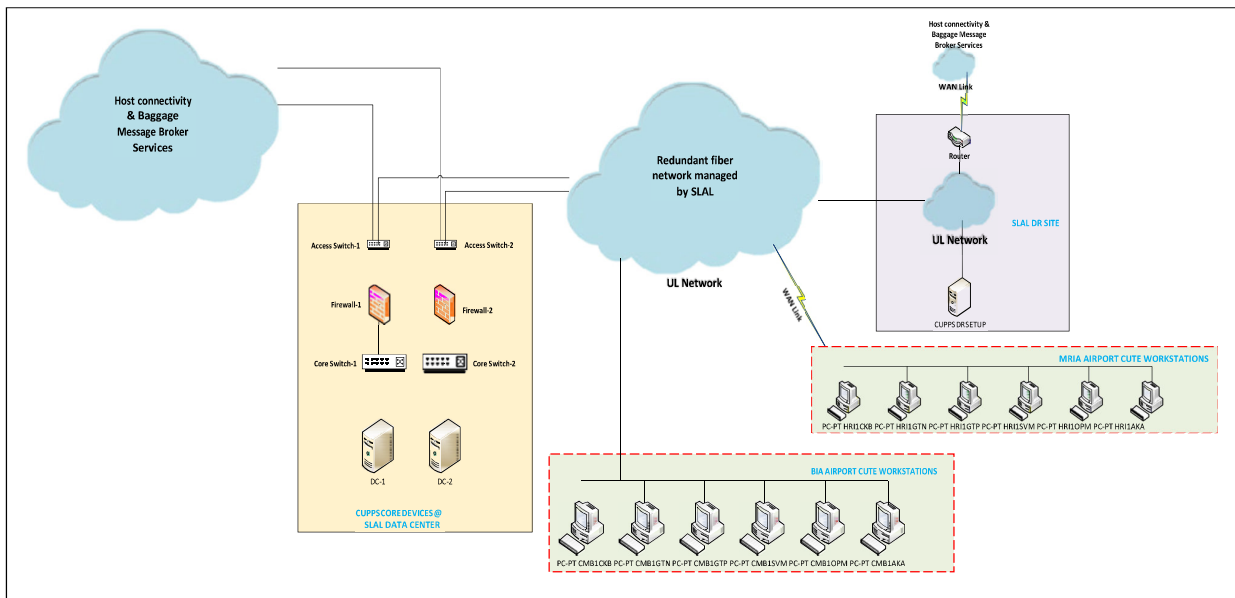 Host connectivity
& Baggage
Message Broker
Services
Redundant fiber
network managed
by SLAL
UL Network
Host connectivity &
Baggage Message
Broker Services
WAN Link
Router
UL Network
SLAL DR SITE
CUPPSDRSETUP
WAN Link
Access Switch-1
Access Switch-2
Firewall-1
Firewall-2
Core Switch-1
Core Switch-2
DC-1
DC-2
CUPPSCOREDEVICES@
SLAL DATA CENTER
MRIA AIRPORT CUTE WORKSTATIONS
PC-PT HRI1CKB
PC-PT HRI1GTN
PC-PT HRI1GTP
PC-PT HRI1SVM
PC-PT HRI1OPM
PC-PT HRI1AKA
BIA AIRPORT CUTE WORKSTATIONS
PC-PT CMB1CKB
PC-PT CMB1GTN
PC-PT CMB1GTP
PC-PT CMB1SVM
PC-PT CMB1OPM
PC-PT CMB1AKA